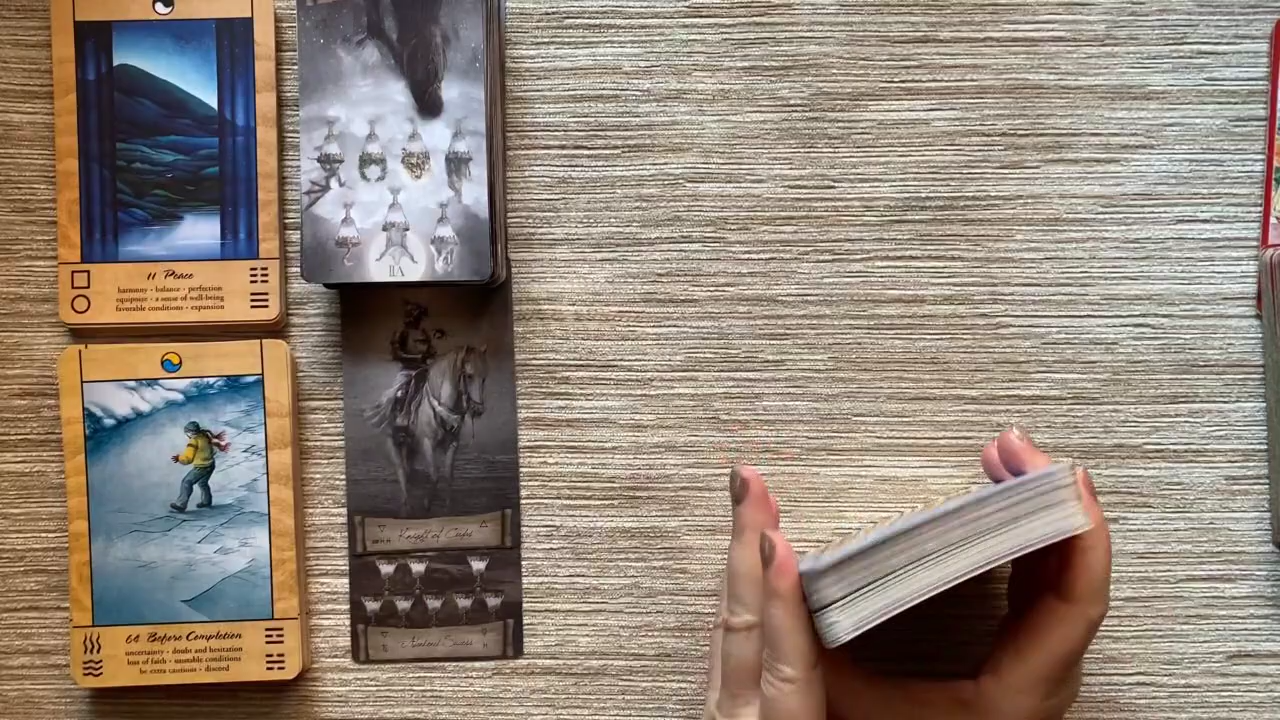 11 Peace
harmony - balance - perfection
equipoise - a sense of well-being
favorable conditions - expansion
VII
Knight of Cups
64 Before Completion
uncertainty - doubt and hesitation
loss of faith - unstable conditions
be extra cautious - discord